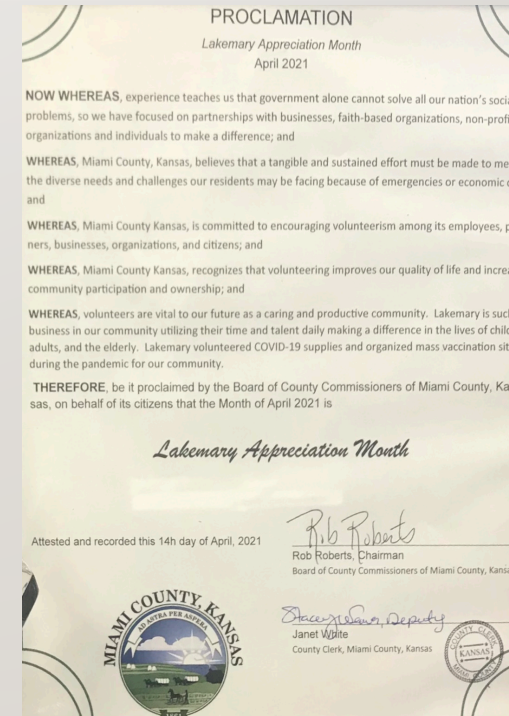 PROCLAMATION
Lakemary Appreciation Month
April 2021
NOW WHEREAS, experience teaches us that government alone cannot solve all our nation's soci
problems, so we have focused on partnerships with businesses, faith-based organizations, non-profi
organizations and individuals to make a difference; and
WHEREAS, Miami County, Kansas, believes that a tangible and sustained effort must be made to me
the diverse needs and challenges our residents may be facing because of emergencies or economic
and
WHEREAS, Miami County Kansas, is committed to encouraging volunteerism among its employees, p
ners, businesses, organizations, and citizens; and
WHEREAS, Miami County Kansas, recognizes that volunteering improves our quality of life and increa
community participation and ownership; and
WHEREAS, volunteers are vital to our future as a caring and productive community. Lakemary is suc
business in our community utilizing their time and talent daily making a difference in the lives of chil
adults, and the elderly. Lakemary volunteered COVID-19 supplies and organized mass vaccination sit
during the pandemic for our community.
THEREFORE, be it proclaimed by the Board of County Commissioners of Miami County, Ka
sas, on behalf of its citizens that the Month of April 2021 is
Lakemary Appreciation Month
Attested and recorded this 14h day of April, 2021
Rob Roberts
Rob Roberts, Chairman
Board of County Commissioners of Miami County, Kansa
Deputy
Janet White
County Clerk, Miami County, Kansas
MIAMI COUNTY, KANSAS
AD ASTRA PER ASPERA
COUNTY CLERK
KANSAS
MIAMI COUNTY